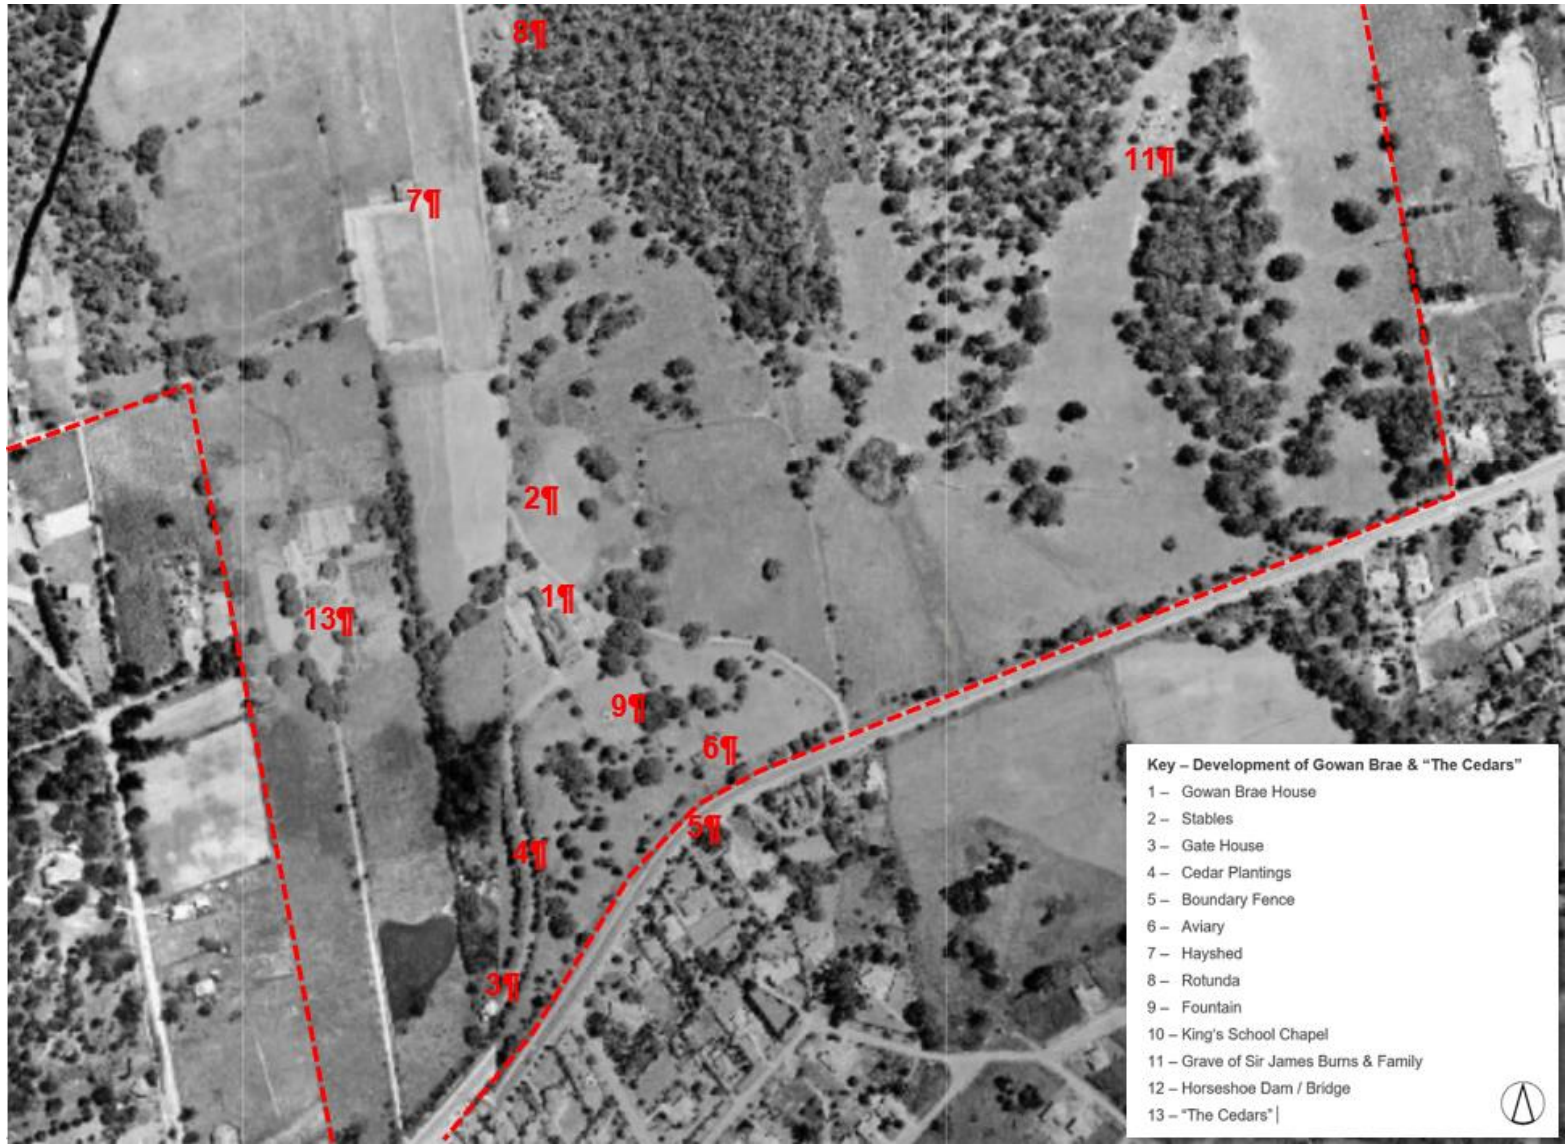 8¶
11¶
7¶
2¶
1¶
13¶
9¶
6¶
5¶
4¶
3¶
Key – Development of Gowan Brae & “The Cedars”
1 – Gowan Brae House
2 – Stables
3 – Gate House
4 – Cedar Plantings
5 – Boundary Fence
6 – Aviary
7 – Hayshed
8 – Rotunda
9 – Fountain
10 – King's School Chapel
11 – Grave of Sir James Burns & Family
12 – Horseshoe Dam / Bridge
13 – “The Cedars”